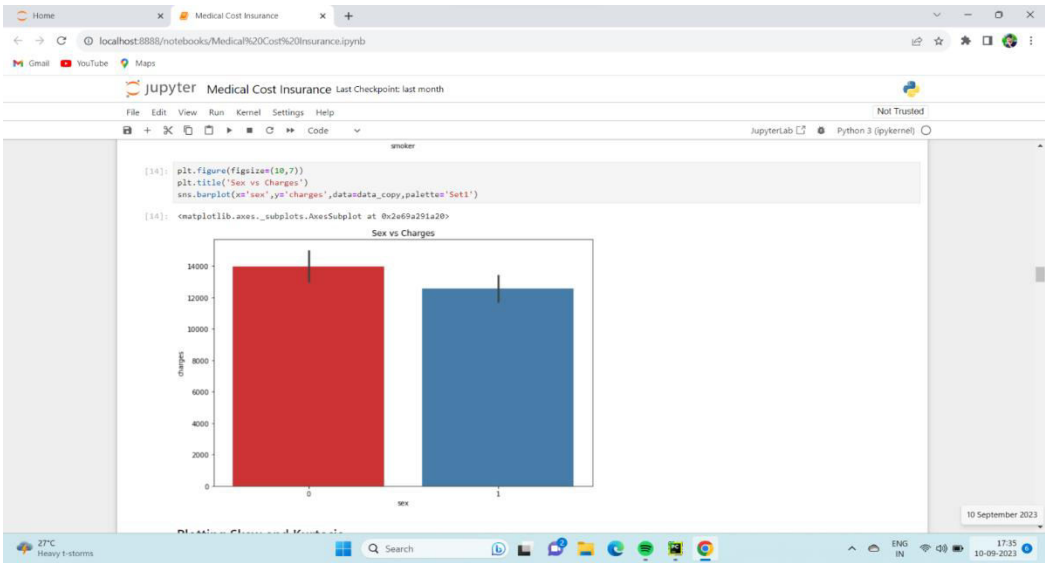 Home
Medical Cost Insurance
localhost:8888/notebooks/Medical%20Cost%20Insurance.ipynb
Gmail YouTube Maps
jupyter Medical Cost Insurance Last Checkpoint: last month
File Edit View Run Kernel Settings Help
Not Trusted
Code
JupyterLab Python 3 (ipykernel)
smoker
[14]: plt.figure(figsize=(10,7))
plt.title('Sex vs Charges')
sns.barplot(x='sex',y='charges',data=data_copy,palette='Set1')
[14]: <matplotlib.axes._subplots.AxesSubplot at 0x2e69a291a20>
Sex vs Charges
14000
12000
10000
8000
6000
4000
2000
0
charges
0 1
sex
Plotting Skew and Kurtosis
10 September 2023
27°C
Heavy t-storms
Search
ENG
IN
17:35
10-09-2023